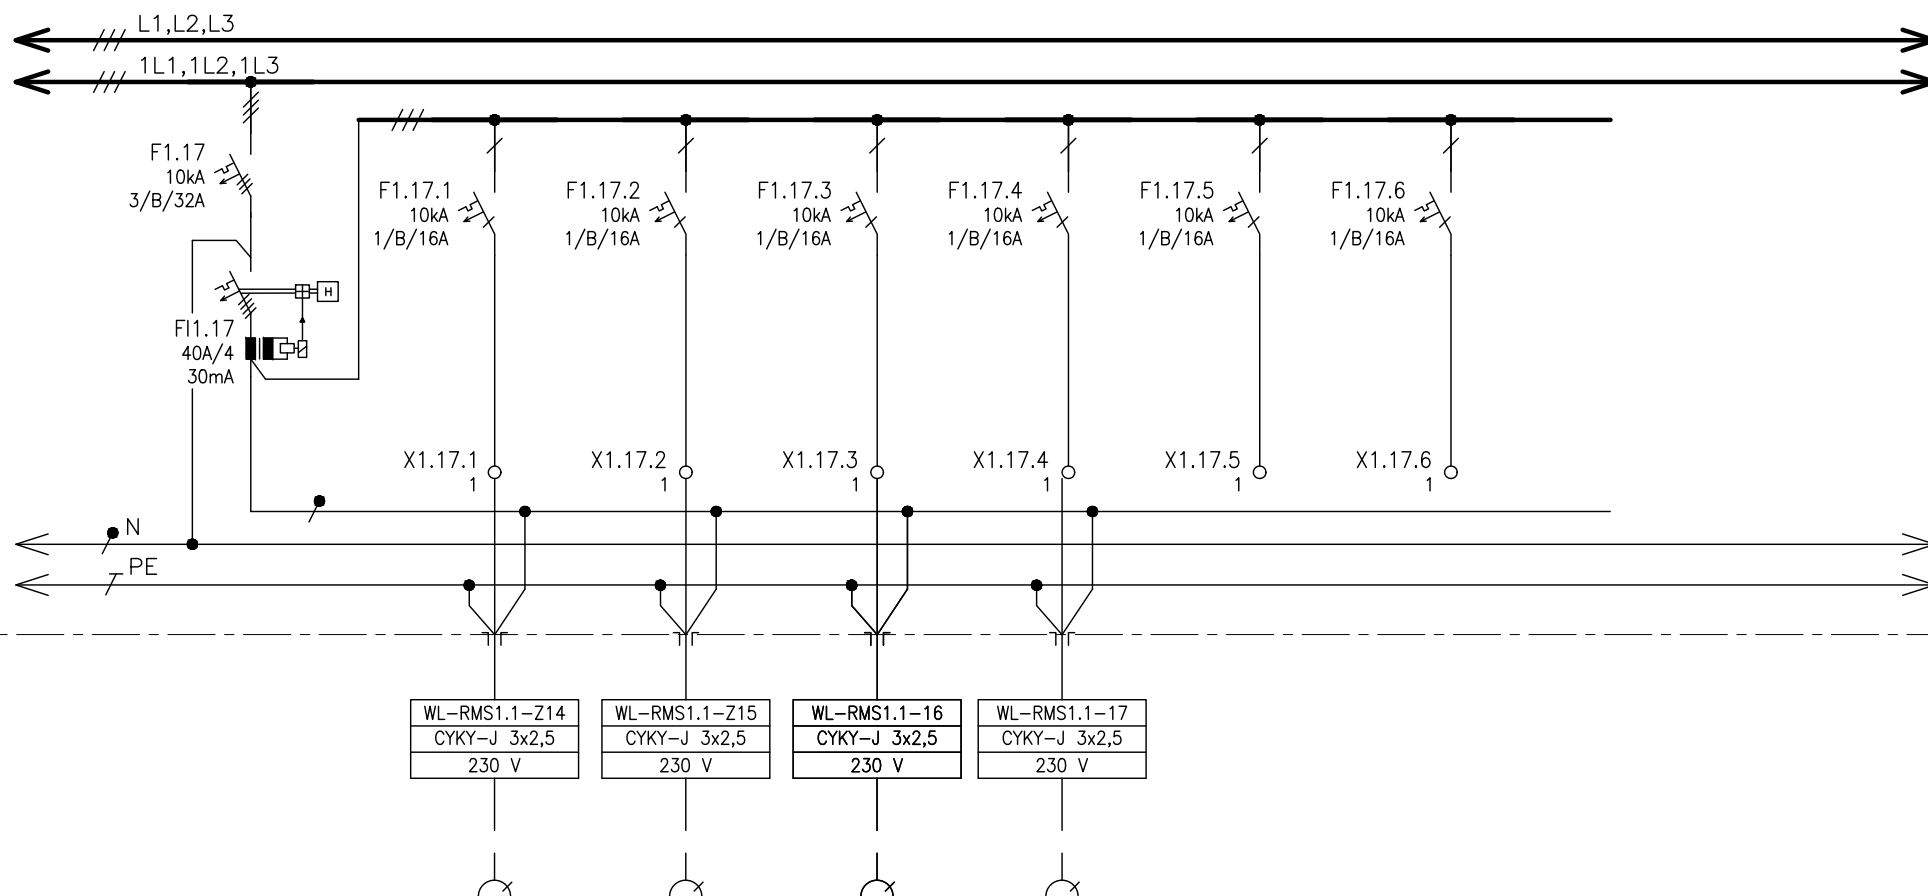 L1,L2,L3
1L1,1L2,1L3
F1.17
10kA
3/B/32A
F1.17.1
10kA
1/B/16A
F1.17.2
10kA
1/B/16A
F1.17.3
10kA
1/B/16A
F1.17.4
10kA
1/B/16A
F1.17.5
10kA
1/B/16A
F1.17.6
10kA
1/B/16A
H
FI1.17
40A/4
30mA
X1.17.1
1
X1.17.2
1
X1.17.3
1
X1.17.4
1
X1.17.5
1
X1.17.6
1
N
PE
WL-RMS1.1-Z14
CYKY-J 3x2,5
230 V
WL-RMS1.1-Z15
CYKY-J 3x2,5
230 V
WL-RMS1.1-16
CYKY-J 3x2,5
230 V
WL-RMS1.1-17
CYKY-J 3x2,5
230 V